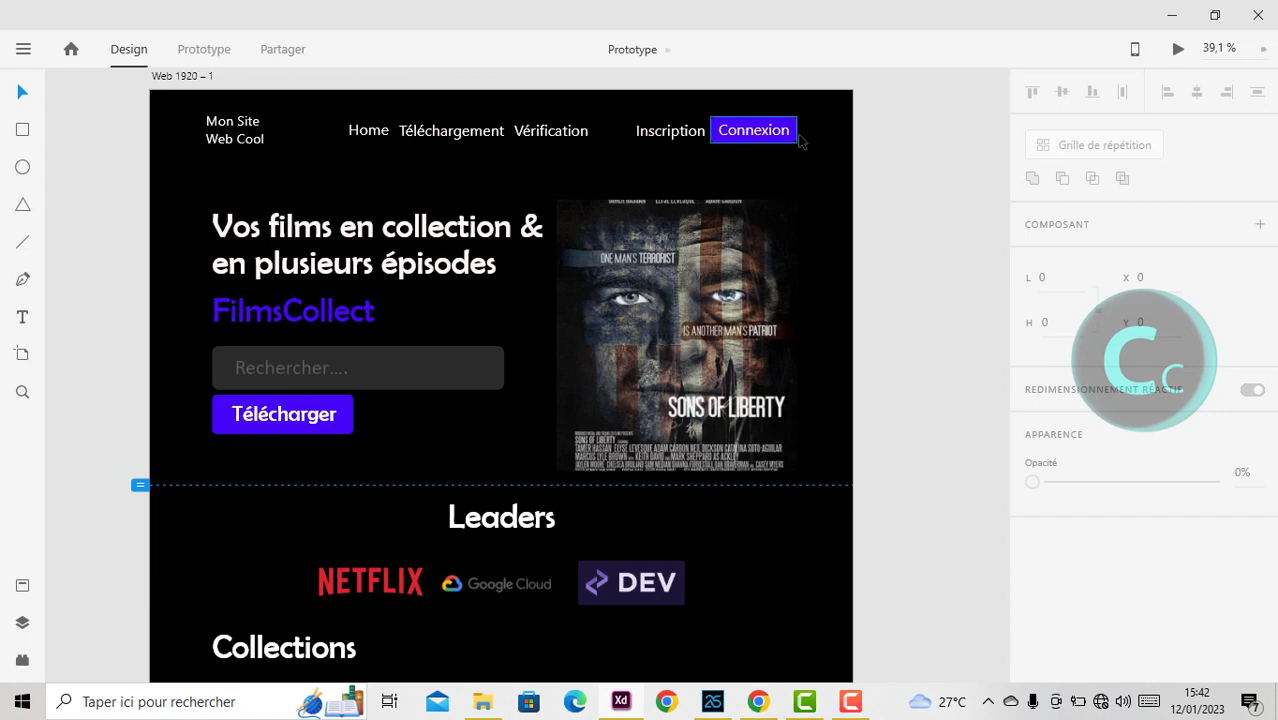 Design
Prototype
Partager
Prototype
39,1 %
Web 1920 – 1
Mon Site
Web Cool
Home
Téléchargement
Vérification
Inscription
Connexion
Grille de répétition
COMPOSANT
Vos films en collection &
en plusieurs épisodes
FilmsCollect
Rechercher....
Télécharger
ONE MAN'S TERRORIST
IS ANOTHER MAN'S PATRIOT
SONS OF LIBERTY
L 0
X 0
H 0
0
C C
REDIMENSIONNEMENT RÉACTIF
APPARENCE
Opacité
0%
Leaders
NETFLIX
Google Cloud
DEV
Collections
Taper ici pour rechercher
Xd
27°C
15:42
12/01/2023
7